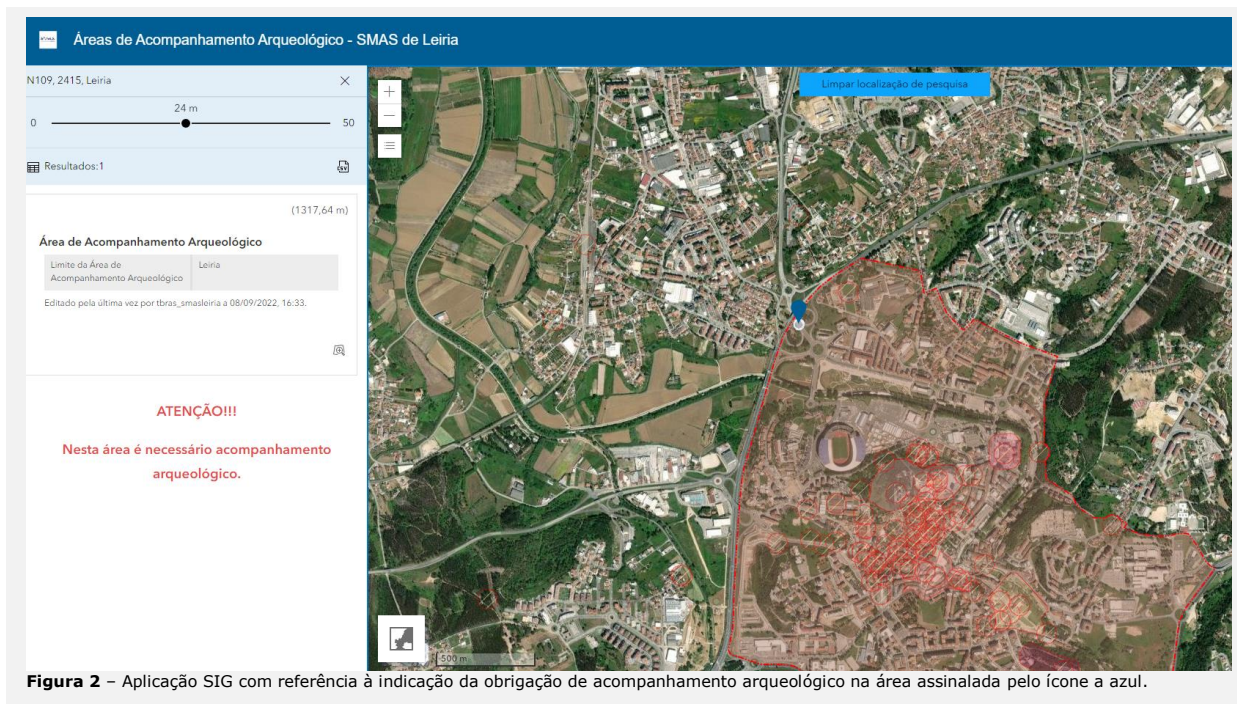 Áreas de Acompanhamento Arqueológico - SMAS de Leiria
N109, 2415, Leiria
24 m
0
50
Resultados:1
CSV
(1317,64 m)
Área de Acompanhamento Arqueológico
Limite da Área de
Acompanhamento Arqueológico
Leiria
Editado pela última vez por tbras_smasleiria a 08/09/2022, 16:33.
ATENÇÃO!!!
Nesta área é necessário acompanhamento
arqueológico.
Limpar localização de pesquisa
500 m
Figura 2 – Aplicação SIG com referência à indicação da obrigação de acompanhamento arqueológico na área assinalada pelo ícone a azul.